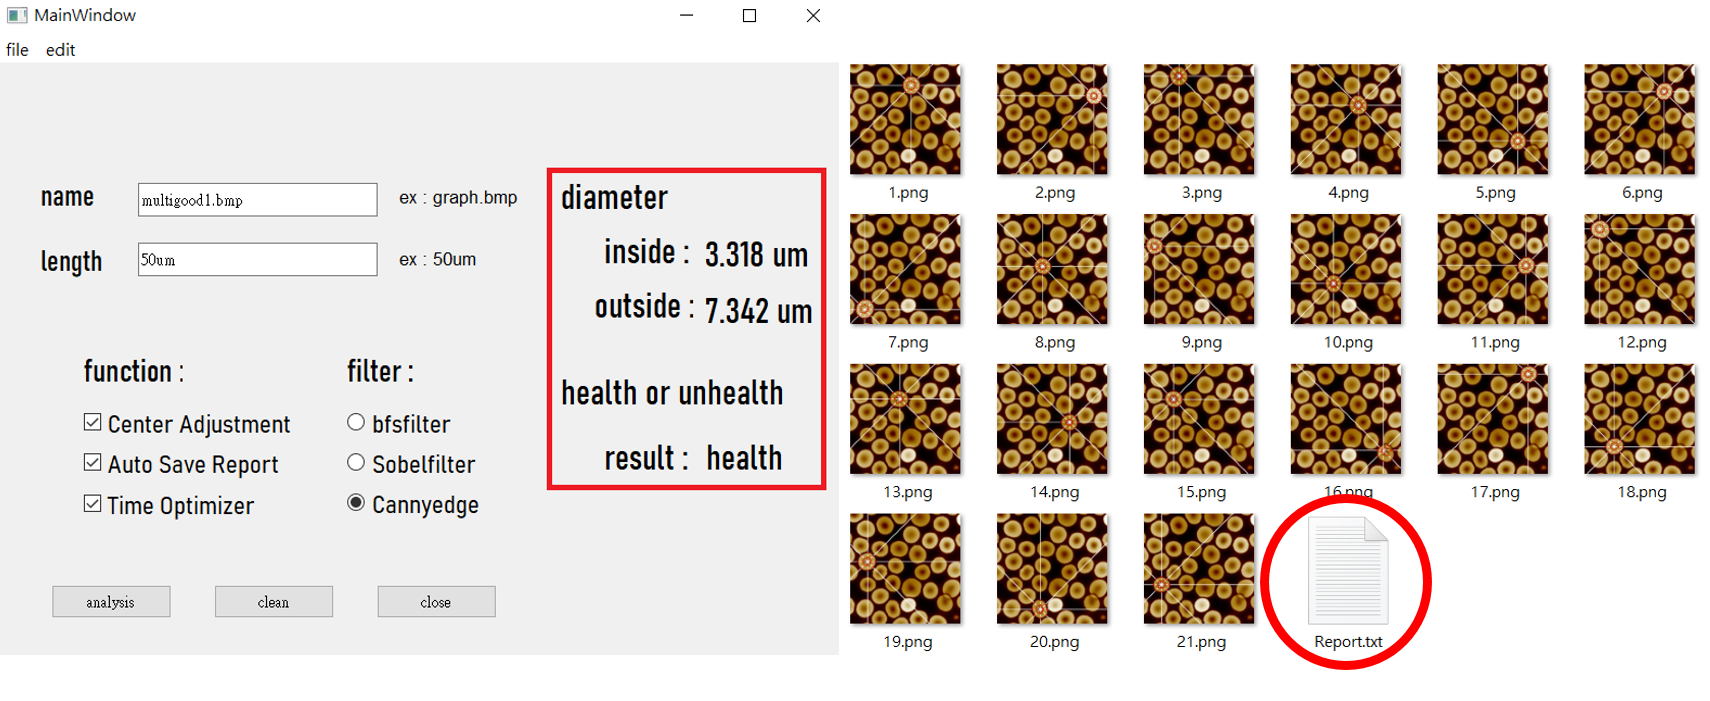 MainWindow
file edit
name multigood1.bmp ex : graph.bmp
length 50um ex : 50um
function :
Center Adjustment
Auto Save Report
Time Optimizer
filter :
bfsfilter
Sobelfilter
Cannyedge
analysis clean close
diameter
inside : 3.318 um
outside : 7.342 um
health or unhealth
result : health
1.png 2.png 3.png 4.png 5.png 6.png
7.png 8.png 9.png 10.png 11.png 12.png
13.png 14.png 15.png 16.png 17.png 18.png
19.png 20.png 21.png Report.txt